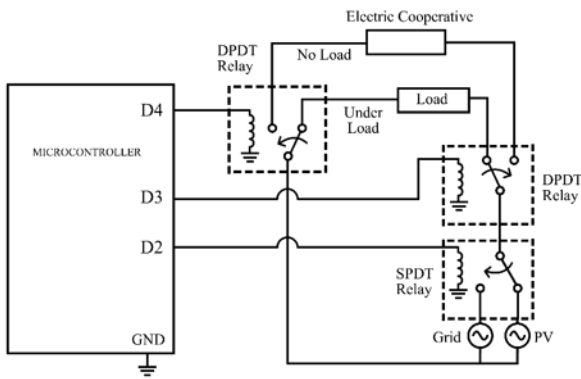 Electric Cooperative
DPDT
Relay
No Load
D4
Under
Load
Load
MICROCONTROLLER
D3
DPDT
Relay
D2
SPDT
Relay
GND
Grid
PV